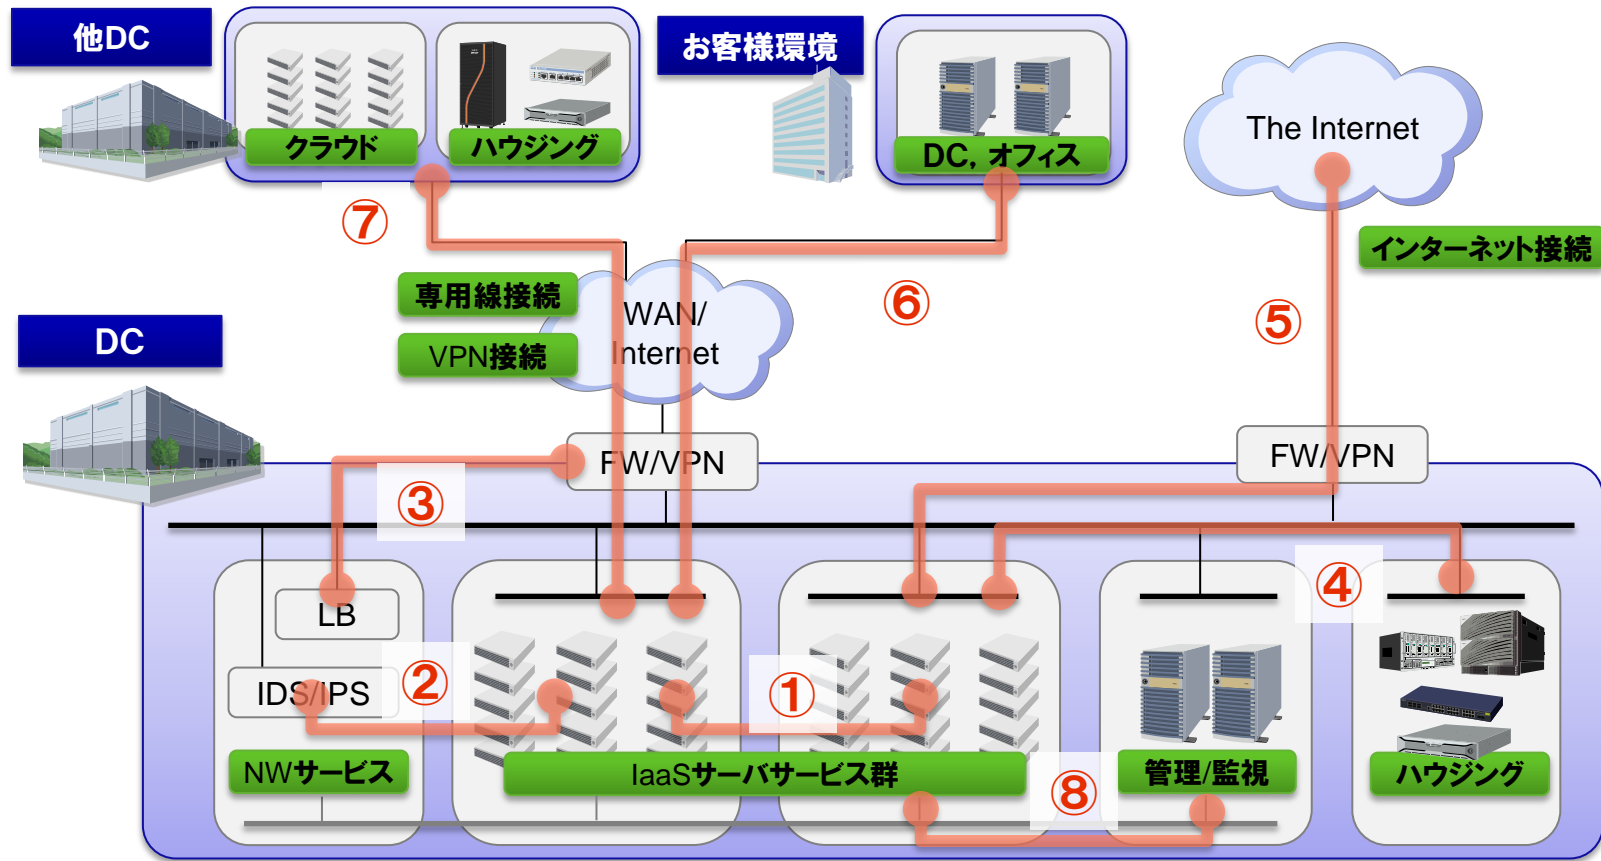 他DC
お客様環境
クラウド
ハウジング
DC, オフィス
The Internet
⑦
インターネット接続
専用線接続
⑥
WAN/
Internet
⑤
VPN接続
DC
FW/VPN
FW/VPN
③
④
LB
IDS/IPS
②
①
NWサービス
IaaSサーバサービス群
管理/監視
ハウジング
⑧